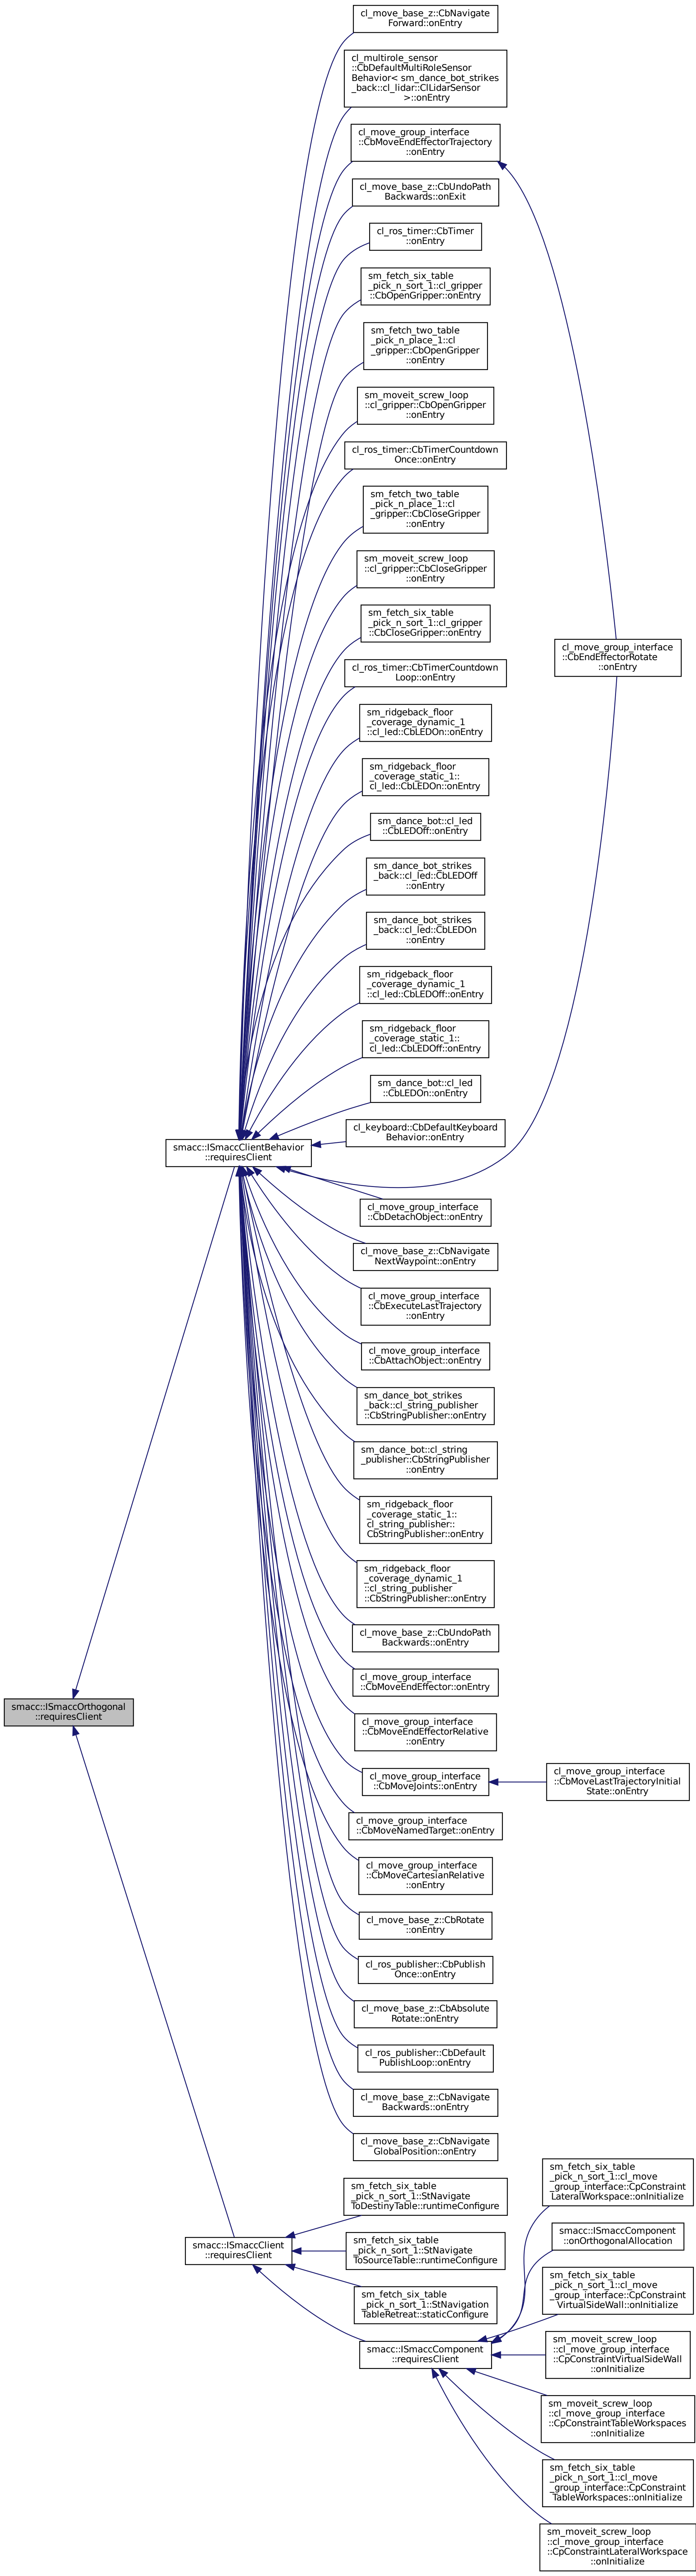 cl_move_base_z::CbNavigate
Forward::onEntry
cl_multirole_sensor
::CbDefaultMultiRoleSensor
Behavior< sm_dance_bot_strikes
_back::cl_lidar::ClLidarSensor
>::onEntry
cl_move_group_interface
::CbMoveEndEffectorTrajectory
::onEntry
cl_move_base_z::CbUndoPath
Backwards::onExit
cl_ros_timer::CbTimer
::onEntry
sm_fetch_six_table
_pick_n_sort_1::cl_gripper
::CbOpenGripper::onEntry
sm_fetch_two_table
_pick_n_place_1::cl
_gripper::CbOpenGripper
::onEntry
sm_moveit_screw_loop
::cl_gripper::CbOpenGripper
::onEntry
cl_ros_timer::CbTimerCountdown
Once::onEntry
sm_fetch_two_table
_pick_n_place_1::cl
_gripper::CbCloseGripper
::onEntry
sm_moveit_screw_loop
::cl_gripper::CbCloseGripper
::onEntry
sm_fetch_six_table
_pick_n_sort_1::cl_gripper
::CbCloseGripper::onEntry
cl_move_group_interface
::CbEndEffectorRotate
::onEntry
cl_ros_timer::CbTimerCountdown
Loop::onEntry
sm_ridgeback_floor
_coverage_dynamic_1
::cl_led::CbLEDOn::onEntry
sm_ridgeback_floor
_coverage_static_1::
cl_led::CbLEDOn::onEntry
sm_dance_bot::cl_led
::CbLEDOff::onEntry
sm_dance_bot_strikes
_back::cl_led::CbLEDOff
::onEntry
sm_dance_bot_strikes
_back::cl_led::CbLEDOn
::onEntry
sm_ridgeback_floor
_coverage_dynamic_1
::cl_led::CbLEDOff::onEntry
sm_ridgeback_floor
_coverage_static_1::
cl_led::CbLEDOff::onEntry
sm_dance_bot::cl_led
::CbLEDOn::onEntry
cl_keyboard::CbDefaultKeyboard
Behavior::onEntry
smacc::ISmaccClientBehavior
::requiresClient
cl_move_group_interface
::CbDetachObject::onEntry
cl_move_base_z::CbNavigate
NextWaypoint::onEntry
cl_move_group_interface
::CbExecuteLastTrajectory
::onEntry
cl_move_group_interface
::CbAttachObject::onEntry
sm_dance_bot_strikes
_back::cl_string_publisher
::CbStringPublisher::onEntry
sm_dance_bot::cl_string
_publisher::CbStringPublisher
::onEntry
sm_ridgeback_floor
_coverage_static_1::
cl_string_publisher::
CbStringPublisher::onEntry
sm_ridgeback_floor
_coverage_dynamic_1
::cl_string_publisher
::CbStringPublisher::onEntry
cl_move_base_z::CbUndoPath
Backwards::onEntry
cl_move_group_interface
::CbMoveEndEffector::onEntry
smacc::ISmaccOrthogonal
::requiresClient
cl_move_group_interface
::CbMoveEndEffectorRelative
::onEntry
cl_move_group_interface
::CbMoveJoints::onEntry
cl_move_group_interface
::CbMoveLastTrajectoryInitial
State::onEntry
cl_move_group_interface
::CbMoveNamedTarget::onEntry
cl_move_group_interface
::CbMoveCartesianRelative
::onEntry
cl_move_base_z::CbRotate
::onEntry
cl_ros_publisher::CbPublish
Once::onEntry
cl_move_base_z::CbAbsolute
Rotate::onEntry
cl_ros_publisher::CbDefault
PublishLoop::onEntry
cl_move_base_z::CbNavigate
Backwards::onEntry
cl_move_base_z::CbNavigate
GlobalPosition::onEntry
sm_fetch_six_table
_pick_n_sort_1::StNavigate
ToDestinyTable::runtimeConfigure
smacc::ISmaccClient
::requiresClient
sm_fetch_six_table
_pick_n_sort_1::StNavigate
ToSourceTable::runtimeConfigure
sm_fetch_six_table
_pick_n_sort_1::StNavigation
TableRetreat::staticConfigure
smacc::ISmaccComponent
::requiresClient
sm_fetch_six_table
_pick_n_sort_1::cl_move
_group_interface::CpConstraint
LateralWorkspace::onInitialize
smacc::ISmaccComponent
::onOrthogonalAllocation
sm_fetch_six_table
_pick_n_sort_1::cl_move
_group_interface::CpConstraint
VirtualSideWall::onInitialize
sm_moveit_screw_loop
::cl_move_group_interface
::CpConstraintVirtualSideWall
::onInitialize
sm_moveit_screw_loop
::cl_move_group_interface
::CpConstraintTableWorkspaces
::onInitialize
sm_fetch_six_table
_pick_n_sort_1::cl_move
_group_interface::CpConstraint
TableWorkspaces::onInitialize
sm_moveit_screw_loop
::cl_move_group_interface
::CpConstraintLateralWorkspace
::onInitialize